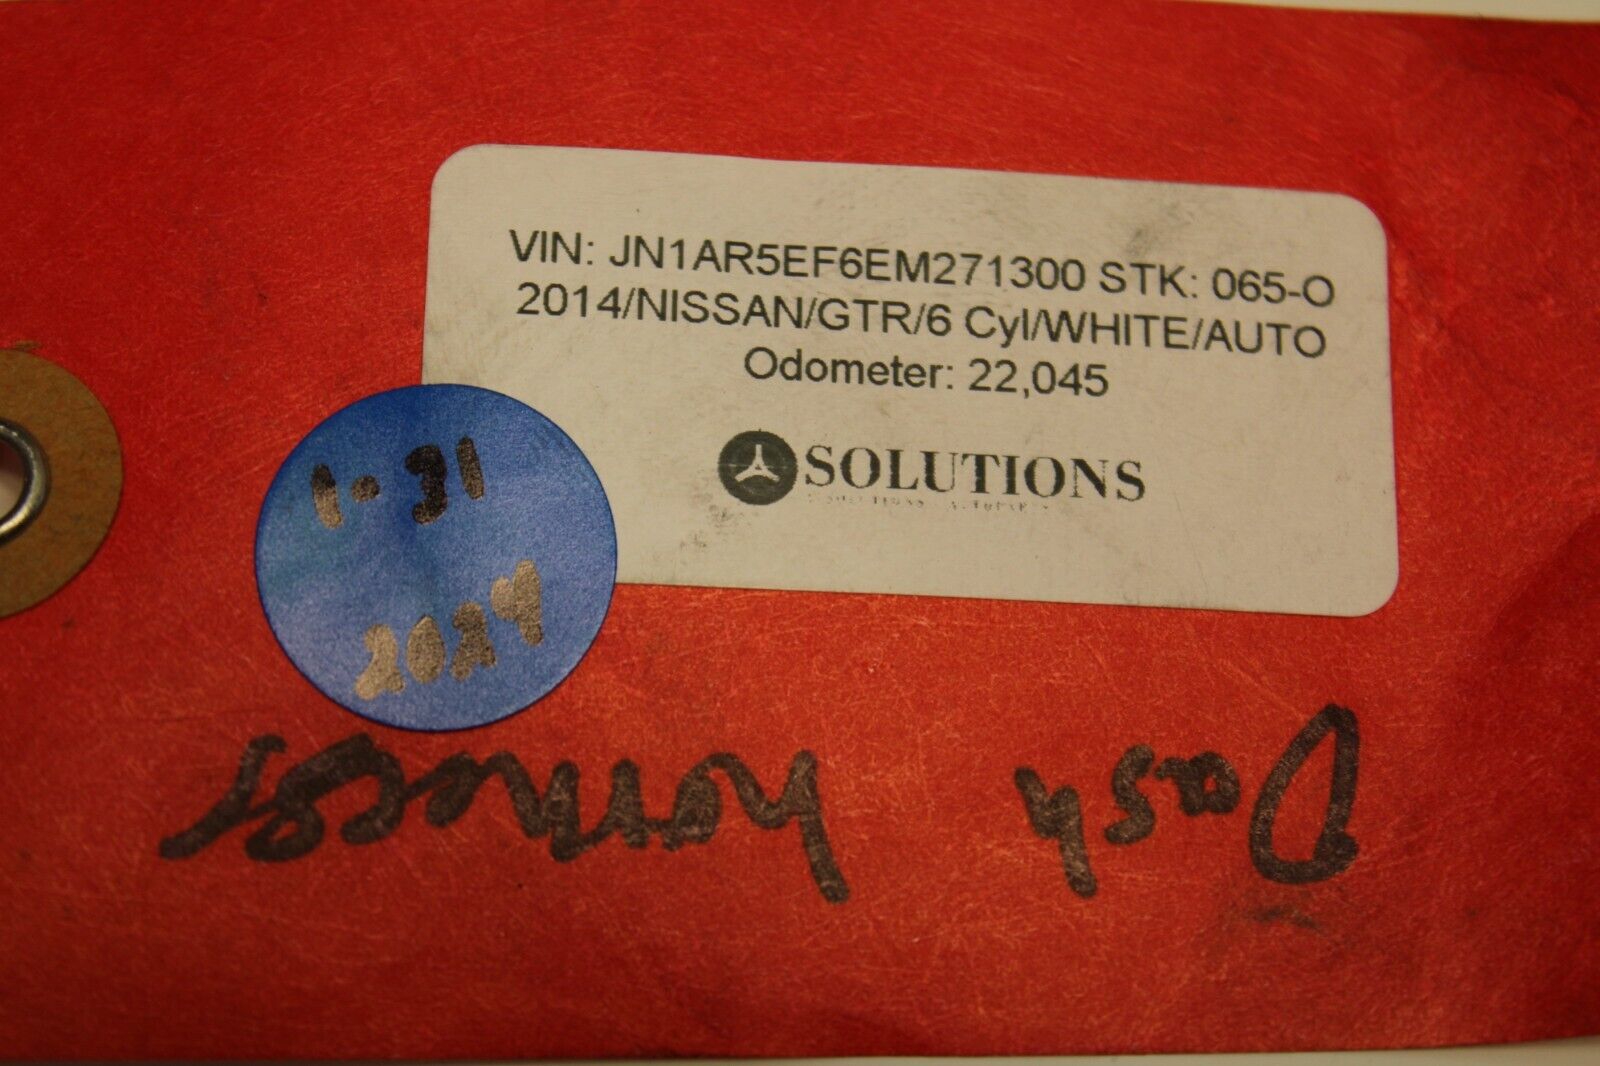 VIN: JN1AR5EF6EM271300 STK: 065-O
2014/NISSAN/GTR/6 Cyl/WHITE/AUTO
Odometer: 22,045
SOLUTIONS
1-31
2024
Dash harness